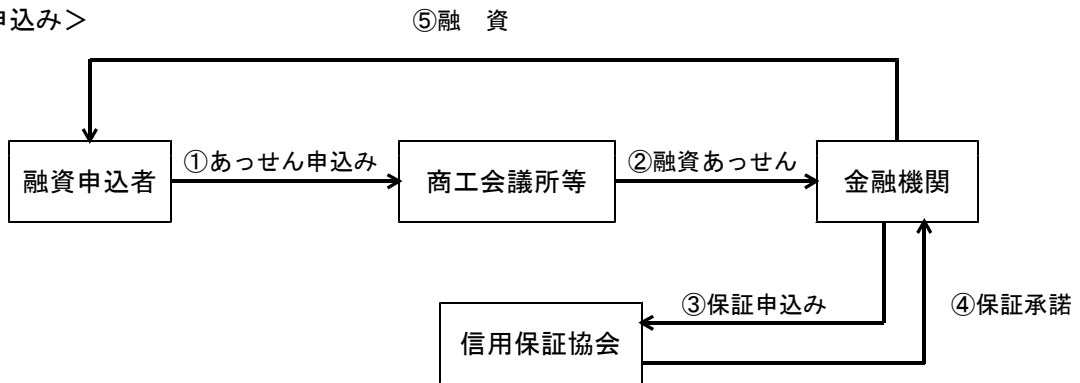 申込み＞
⑤融　資
融資申込者
①あっせん申込み
商工会議所等
②融資あっせん
金融機関
③保証申込み
④保証承諾
信用保証協会